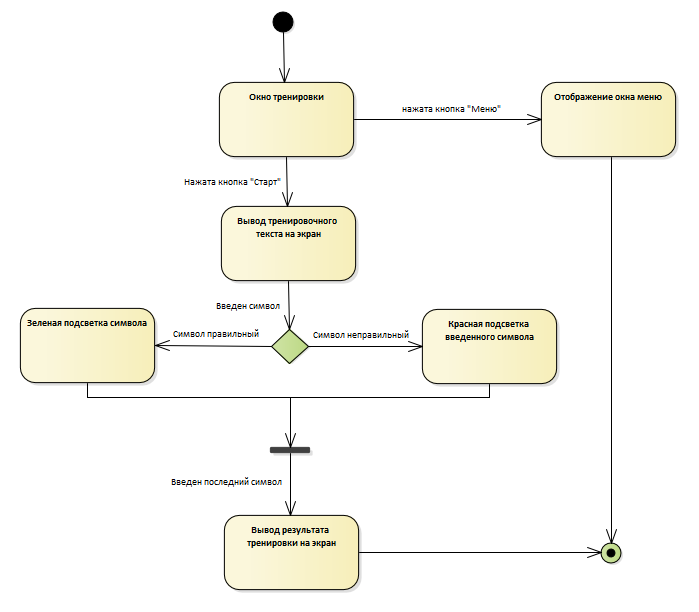 Окно тренировки
Отображение окна меню
нажата кнопка "Меню"
Нажата кнопка "Старт"
Вывод тренировочного
текста на экран
Введен символ
Зеленая подсветка символа
Символ правильный
Символ неправильный
Красная подсветка
введенного символа
Введен последний символ
Вывод результата
тренировки на экран